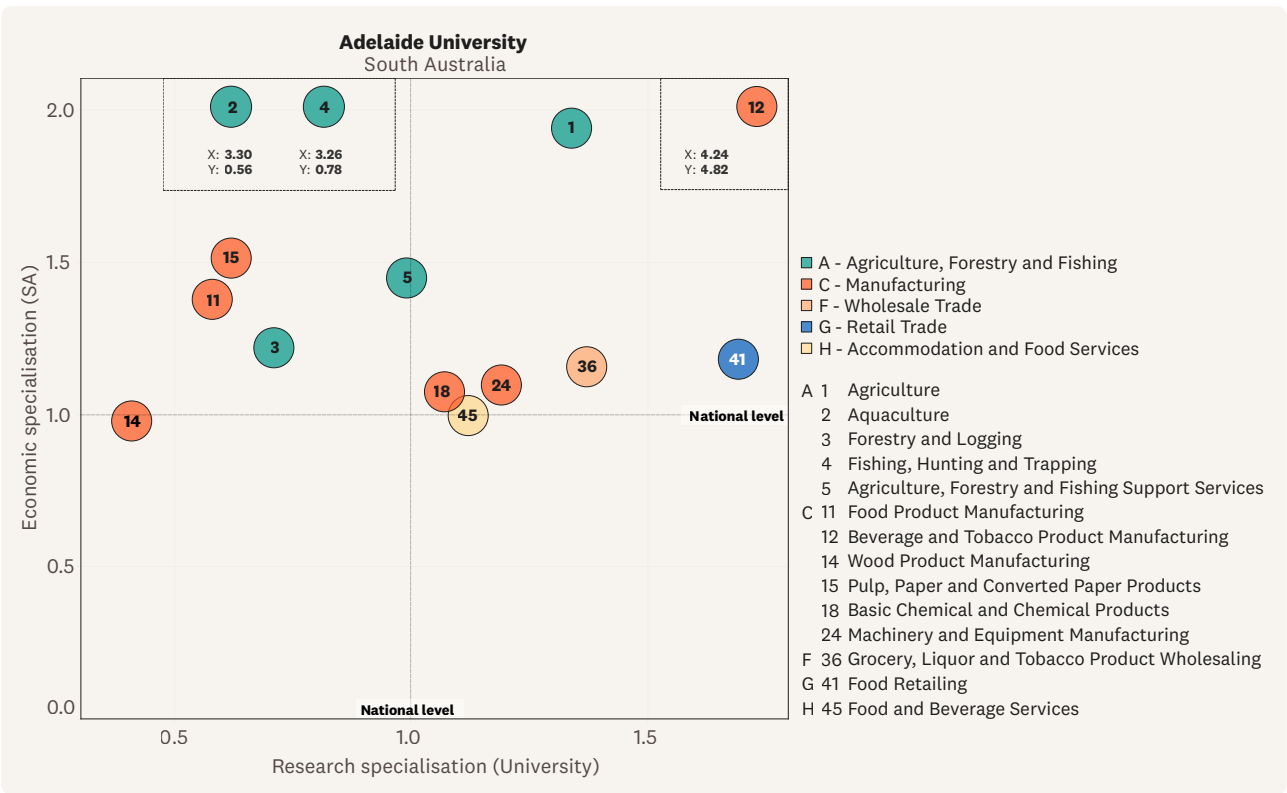 Adelaide University
South Australia
2.0
2
4
1
12
X: 3.30
Y: 0.56
X: 3.26
Y: 0.78
X: 4.24
Y: 4.82
1.5
15
5
11
3
36
41
18
24
45
14
1.0
National level
0.5
0.0
National level
0.5
1.0
1.5
Economic specialisation (SA)
Research specialisation (University)
A - Agriculture, Forestry and Fishing
C - Manufacturing
F - Wholesale Trade
G - Retail Trade
H - Accommodation and Food Services
A 1 Agriculture
2 Aquaculture
3 Forestry and Logging
4 Fishing, Hunting and Trapping
5 Agriculture, Forestry and Fishing Support Services
C 11 Food Product Manufacturing
12 Beverage and Tobacco Product Manufacturing
14 Wood Product Manufacturing
15 Pulp, Paper and Converted Paper Products
18 Basic Chemical and Chemical Products
24 Machinery and Equipment Manufacturing
F 36 Grocery, Liquor and Tobacco Product Wholesaling
G 41 Food Retailing
H 45 Food and Beverage Services